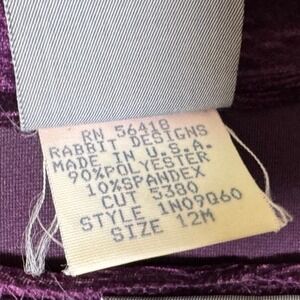 RN 56418
RABBIT DESIGNS
MADE IN U.S.A.
90%POLYESTER
10%SPANDEX
CUT 5380
STYLE 1N09Q60
SIZE 12M